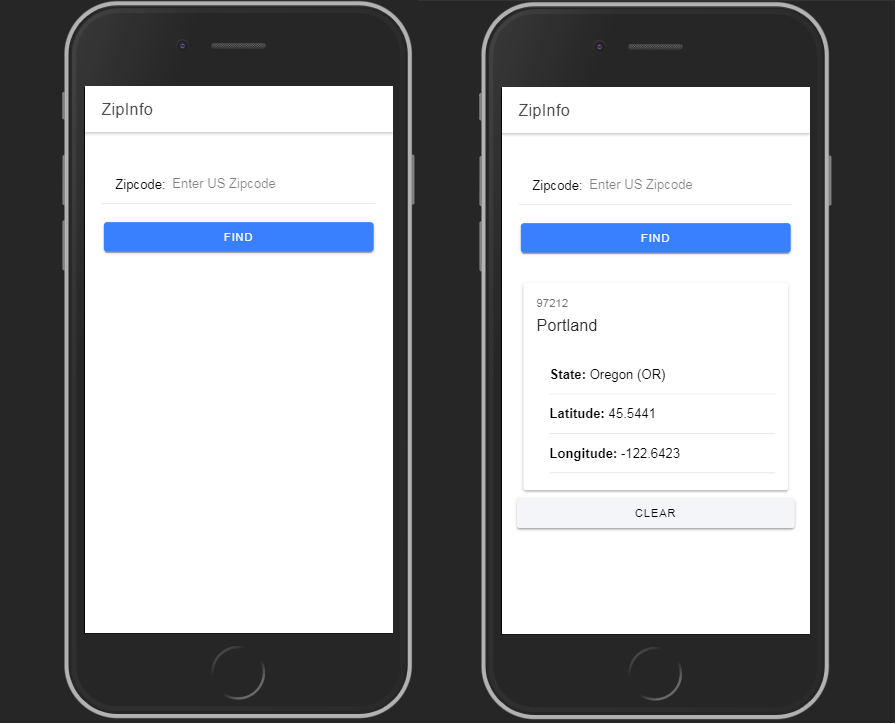 ZipInfo
Zipcode: Enter US Zipcode
FIND
ZipInfo
Zipcode: Enter US Zipcode
FIND
97212
Portland
State: Oregon (OR)
Latitude: 45.5441
Longitude: -122.6423
CLEAR